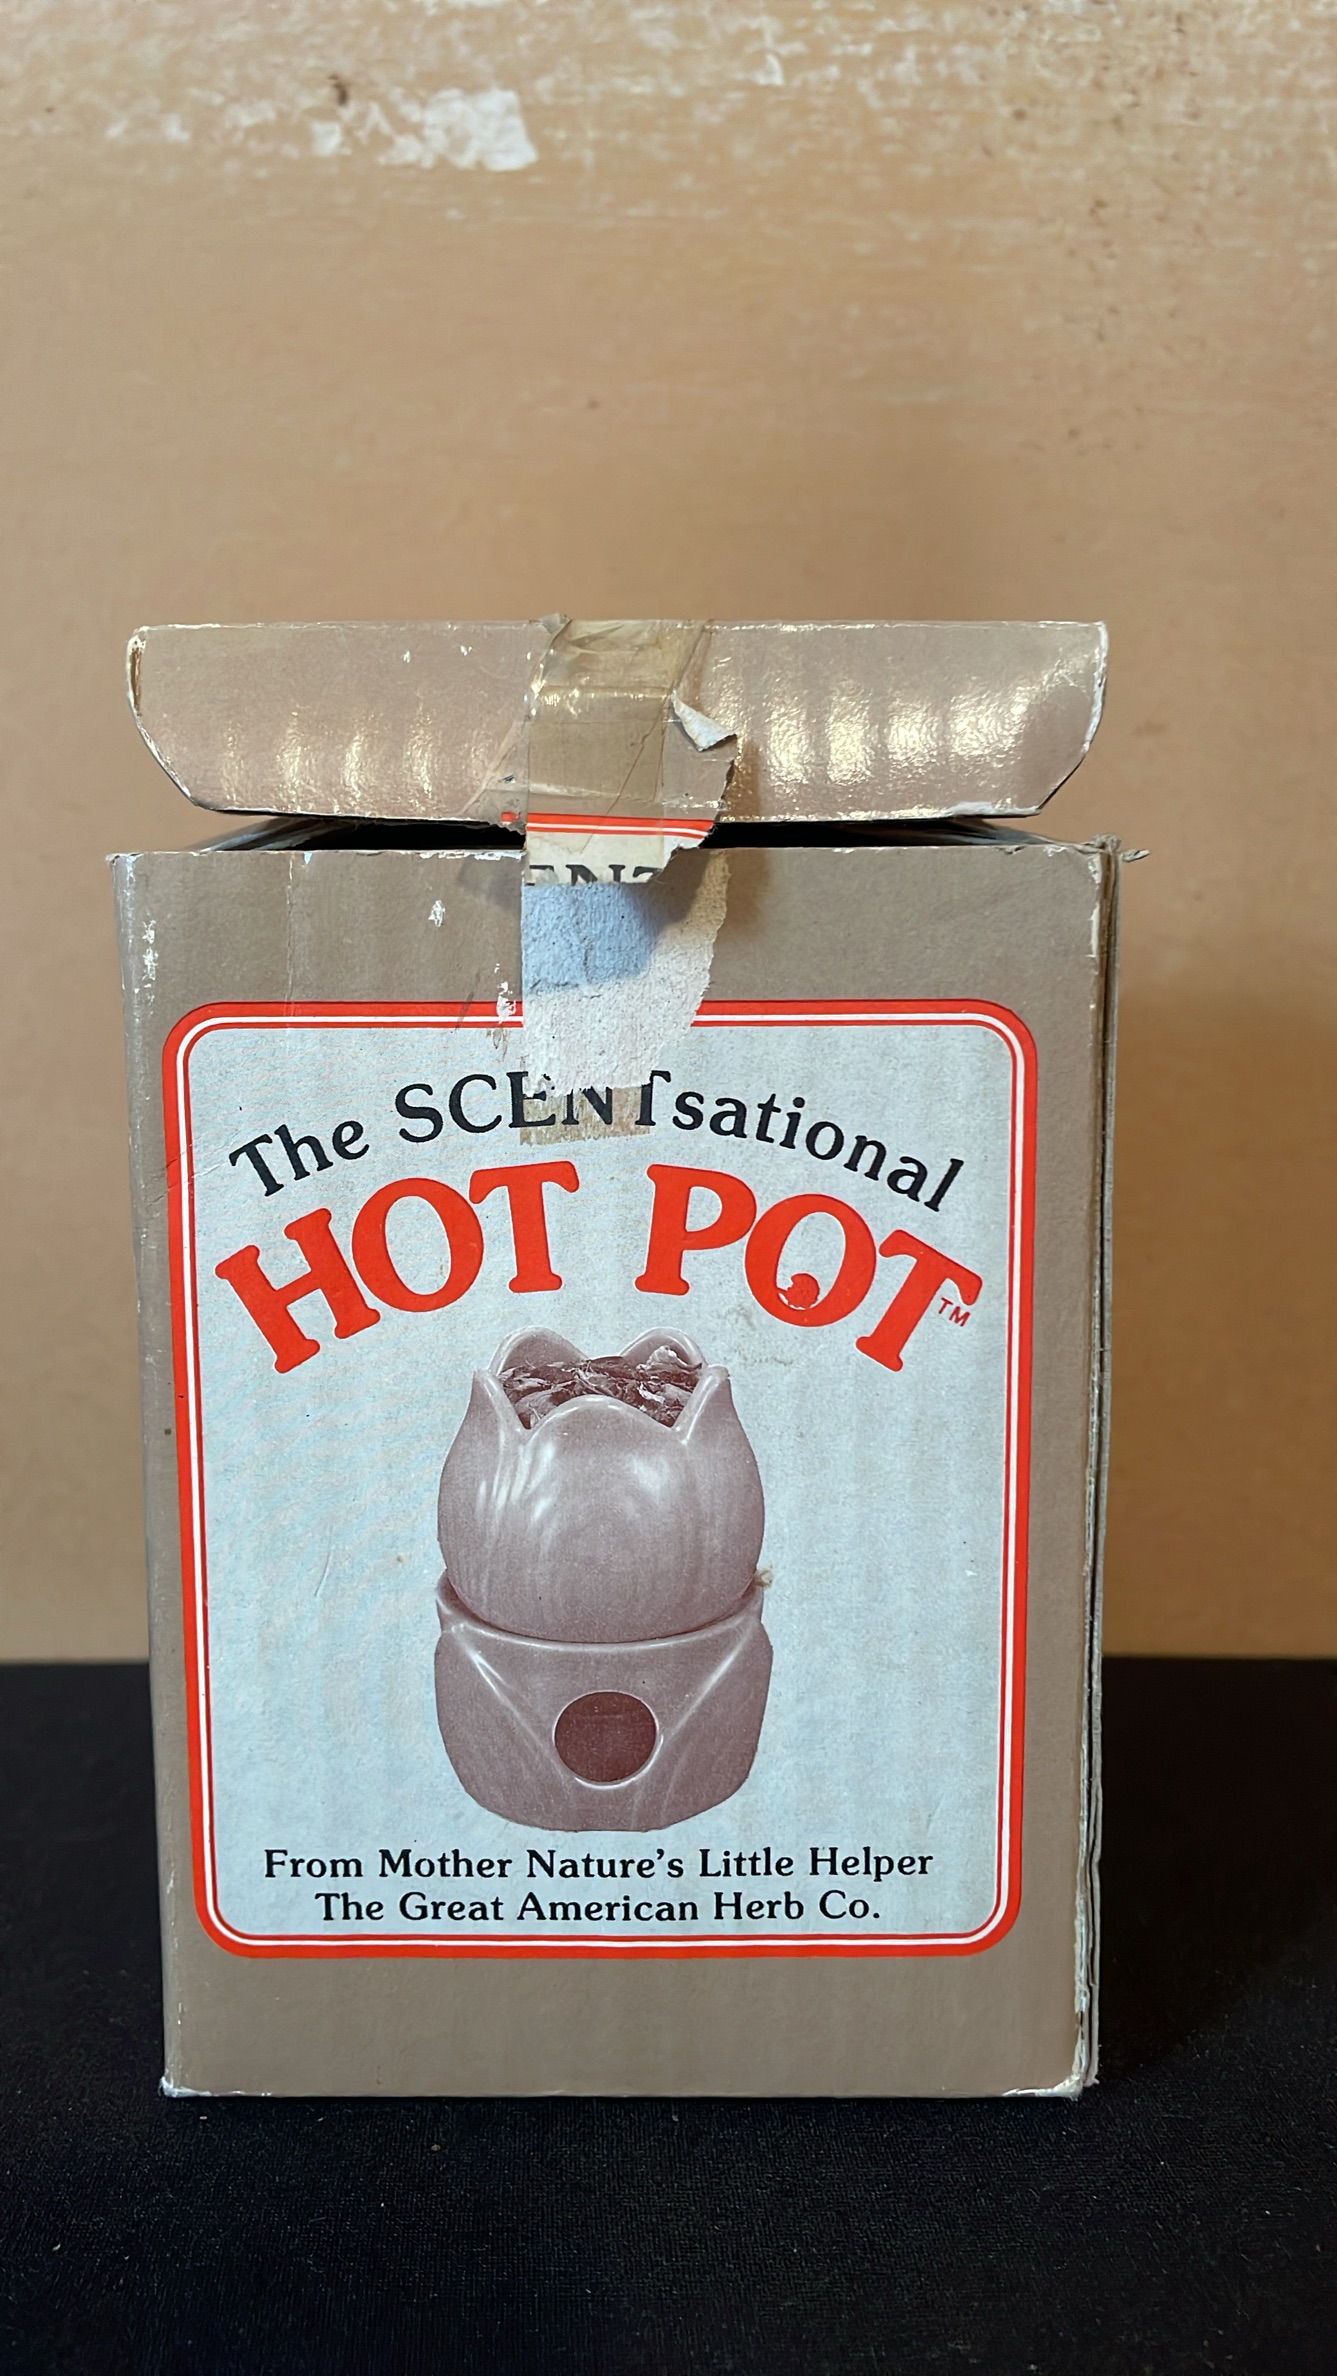 The SCENTsational
HOT POT™
From Mother Nature's Little Helper
The Great American Herb Co.